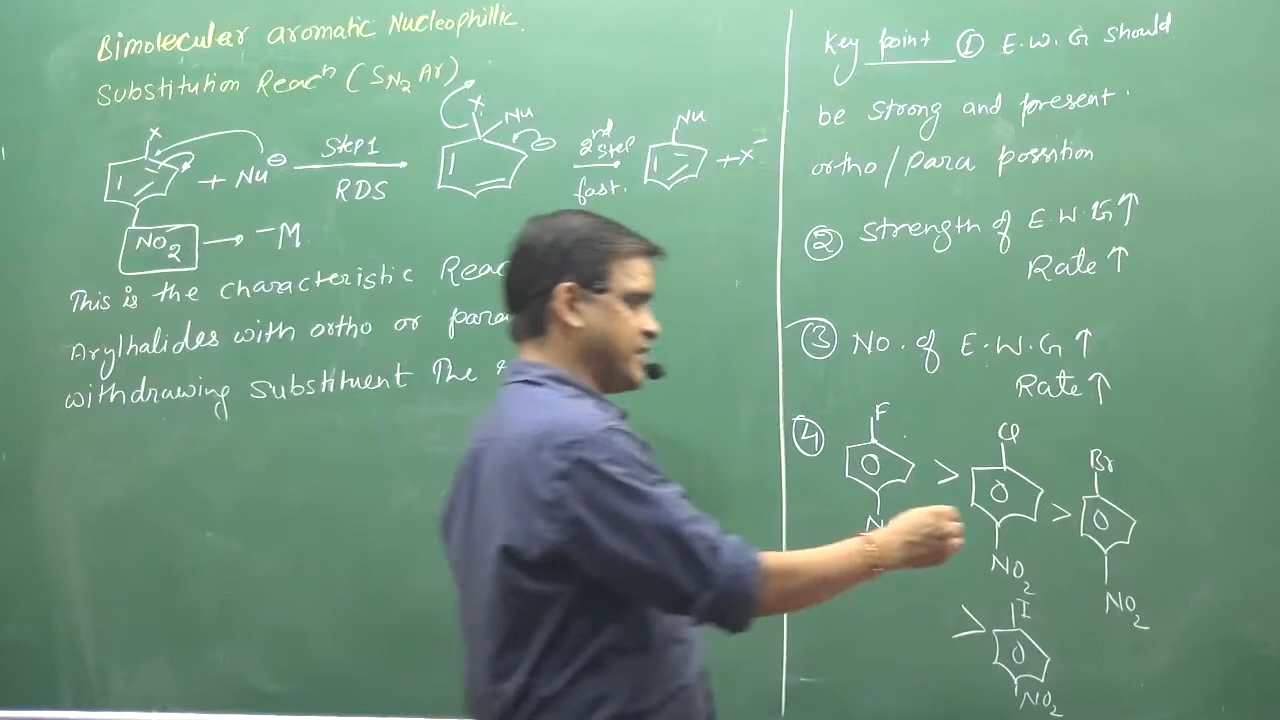 Bimolecular aromatic Nucleophillic
Substitution Reacⁿ (SN2 Ar)
X
+ Nu⊖
NO2 → -M
Step 1
RDS
X
Nu
⊖
2nd step
fast.
Nu
+ X⁻
This is the characteristic Reac
Arylhalides with ortho or para
withdrawing substituent The
Key point ① E.W.G should
be strong and present
ortho/para possition
② Strength of E.W.G↑
Rate↑
③ No. of E.W.G↑
Rate↑
④
F
N
>
Cl
NO2
>
Br
NO2
>
I
NO2